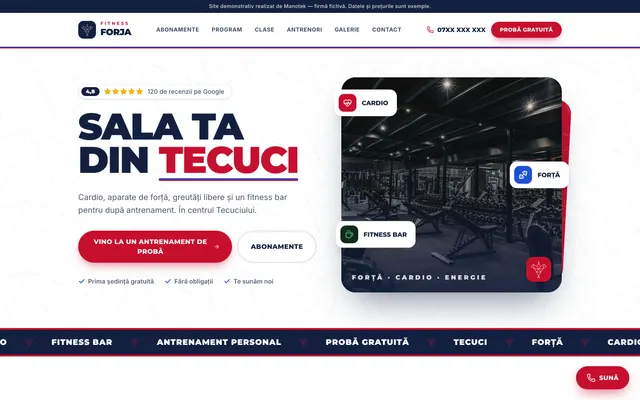 Site demonstrativ realizat de Manotek — firmă fictivă. Datele și prețurile sunt exemple.
FITNESS
FORJA
ABONAMENTE
PROGRAM
CLASE
ANTRENORI
GALERIE
CONTACT
07XX XXX XXX
PROBĂ GRATUITĂ
4,8
120 de recenzii pe Google
SALA TA
DIN TECUCI
Cardio, aparate de forță, greutăți libere și un fitness bar
pentru după antrenament. În centrul Tecuciului.
VINO LA UN ANTRENAMENT DE
PROBĂ
ABONAMENTE
Prima ședință gratuită
Fără obligații
Te sunăm noi
CARDIO
FORȚĂ
FITNESS BAR
FORȚĂ · CARDIO · ENERGIE
O
FITNESS BAR
ANTRENAMENT PERSONAL
PROBĂ GRATUITĂ
TECUCI
FORȚĂ
CARDIO
SUNĂ